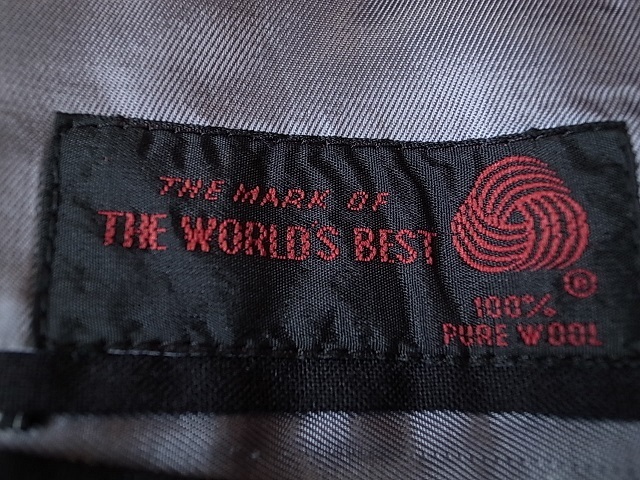 THE MARK OF
THE WORLD'S BEST
®
100%
PURE WOOL